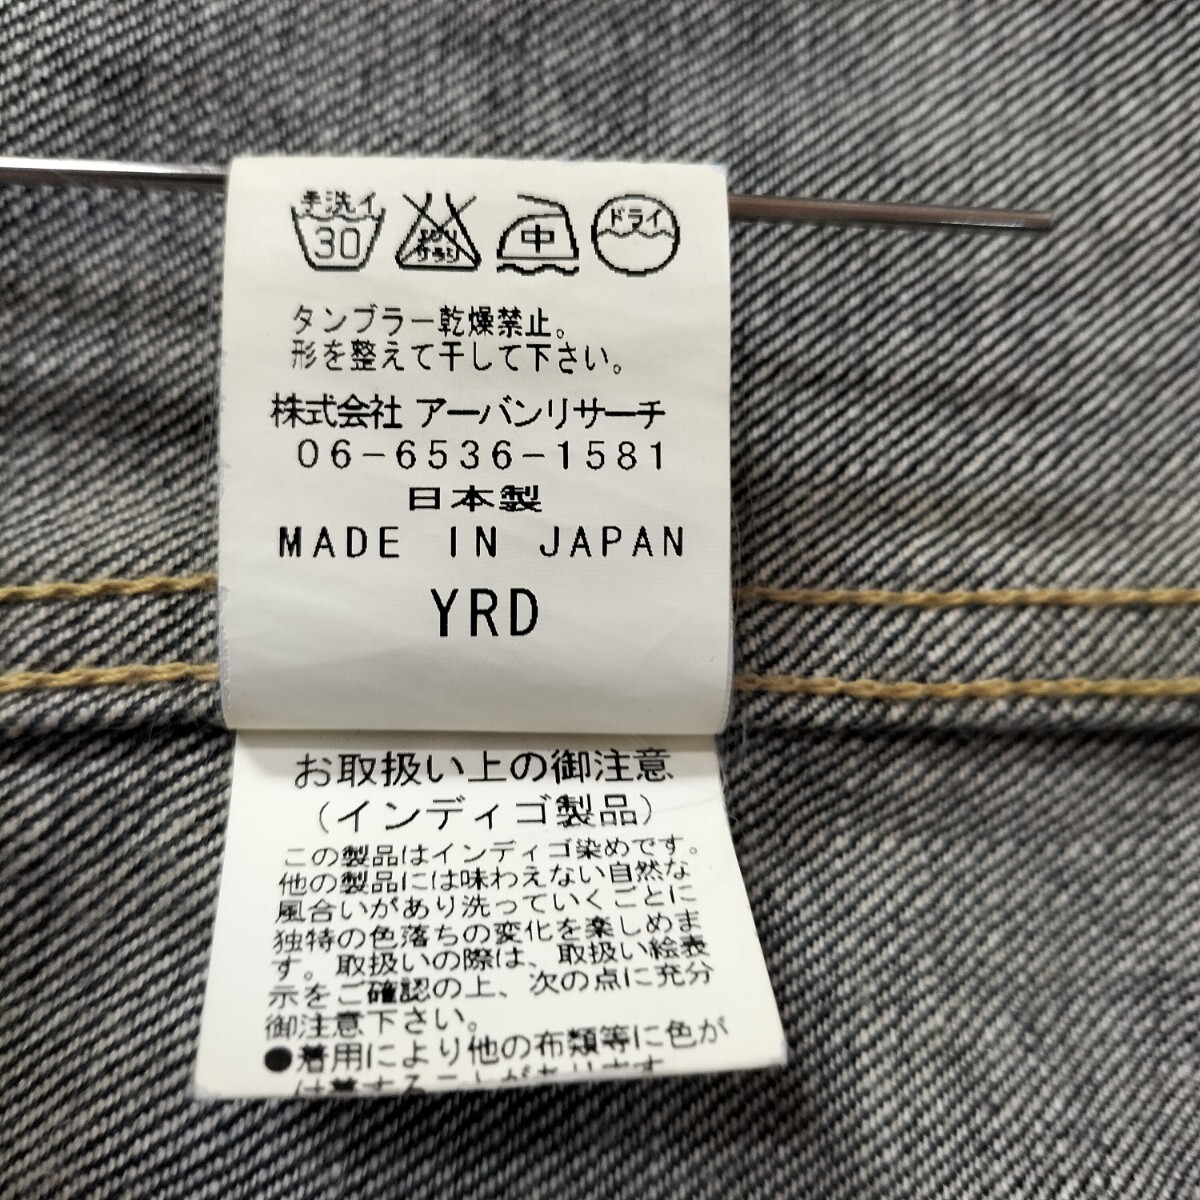 手洗イ
30
エンソ
サラシ
中
ドライ
タンブラー乾燥禁止。
形を整えて干して下さい。
株式会社 アーバンリサーチ
06-6536-1581
日本製
MADE IN JAPAN
YRD
お取扱い上の御注意
(インディゴ製品)
この製品はインディゴ染めです。
他の製品には味わえない自然な
風合いがあり洗っていくごとに
独特の色落ちの変化を楽しめま
す。取扱いの際は、取扱い絵表
示をご確認の上、次の点に充分
御注意下さい。
●着用により他の布類等に色が